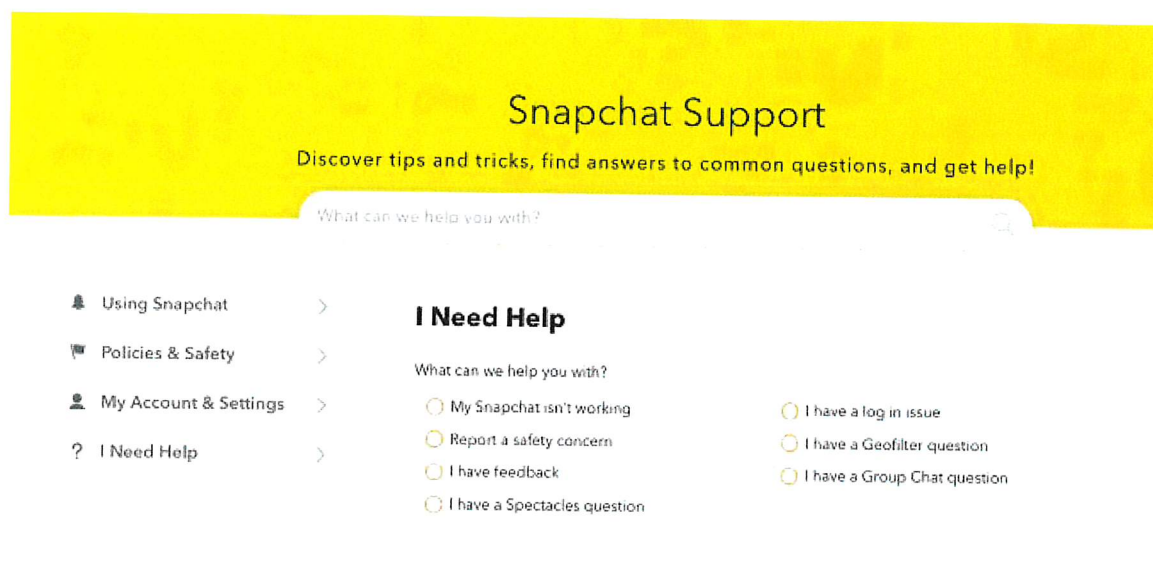 Snapchat Support
Discover tips and tricks, find answers to common questions, and get help!
What can we help you with?
Using Snapchat
Policies & Safety
My Account & Settings
? I Need Help
I Need Help
What can we help you with?
My Snapchat isn't working
Report a safety concern
I have feedback
I have a Spectacles question
I have a log in issue
I have a Geofilter question
I have a Group Chat question